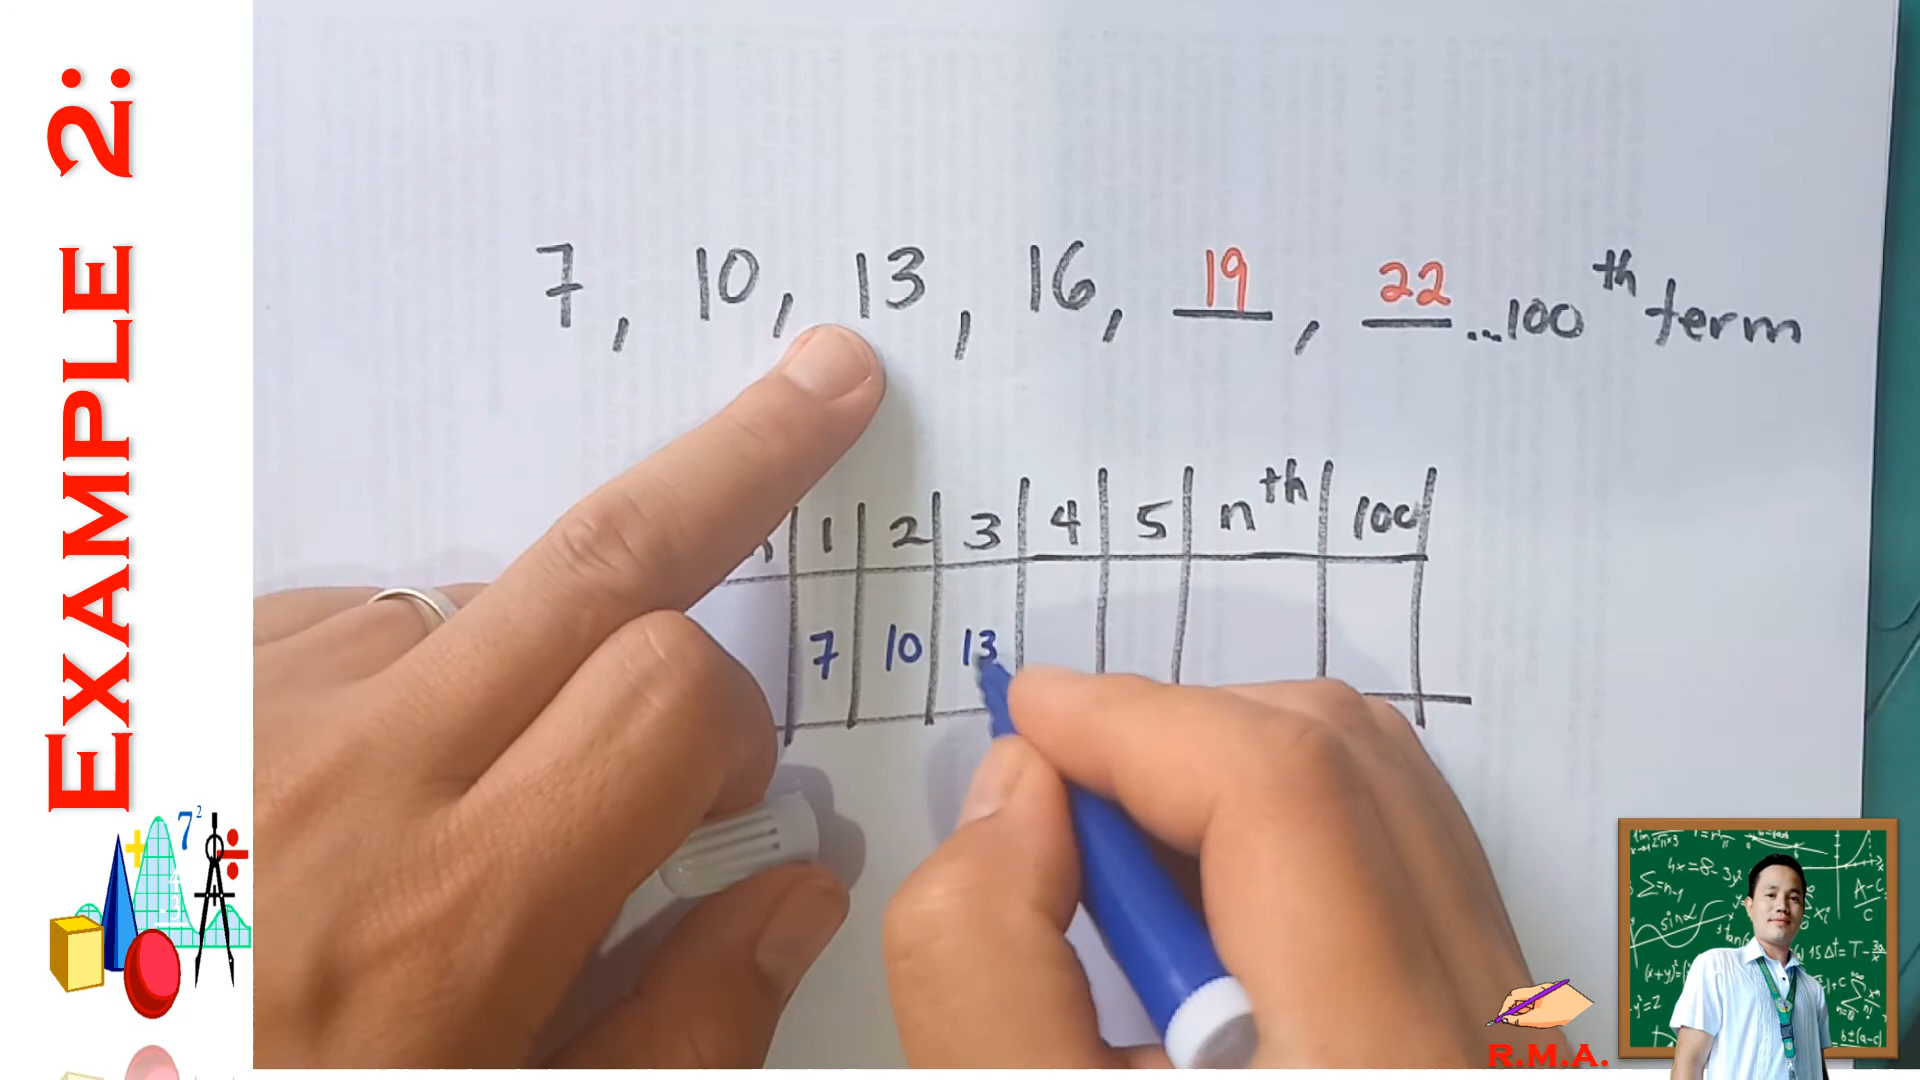 EXAMPLE 2:
7, 10, 13, 16, 19, 22 ...100th term
1 2 3 4 5 nth 100
7 10 13
R.M.A.